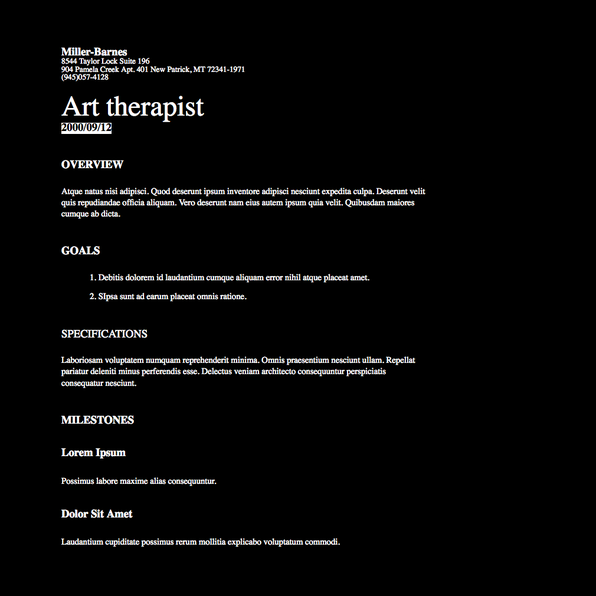 Miller-Barnes
8544 Taylor Lock Suite 196
904 Pamela Creek Apt. 401 New Patrick, MT 72341-1971
(945)057-4128
Art therapist
2000/09/12
OVERVIEW
Atque natus nisi adipisci. Quod deserunt ipsum inventore adipisci nesciunt expedita culpa. Deserunt velit
quis repudiandae officia aliquam. Vero deserunt nam eius autem ipsum quia velit. Quibusdam maiores
cumque ab dicta.
GOALS
1. Debitis dolorem id laudantium cumque aliquam error nihil atque placeat amet.
2. SIpsa sunt ad earum placeat omnis ratione.
SPECIFICATIONS
Laboriosam voluptatem numquam reprehenderit minima. Omnis praesentium nesciunt ullam. Repellat
pariatur deleniti minus perferendis esse. Delectus veniam architecto consequuntur perspiciatis
consequatur nesciunt.
MILESTONES
Lorem Ipsum
Possimus labore maxime alias consequuntur.
Dolor Sit Amet
Laudantium cupiditate possimus rerum mollitia explicabo voluptatum commodi.